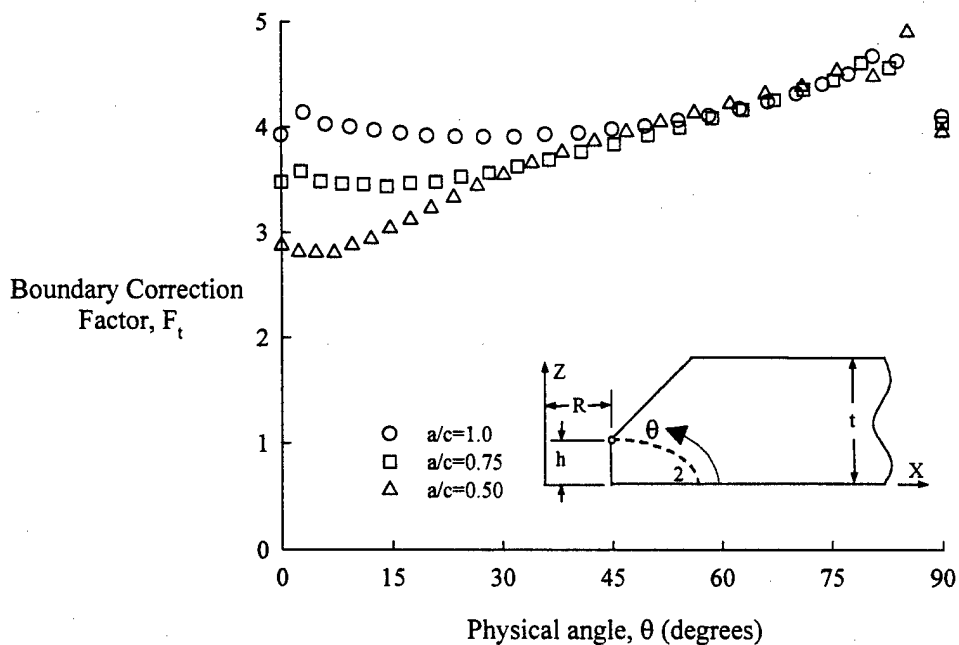 5
4
3
2
1
0
Boundary Correction
Factor, Fₜ
a/c=1.0
a/c=0.75
a/c=0.50
Z
R
h
θ
2
t
X
0 15 30 45 60 75 90
Physical angle, θ (degrees)